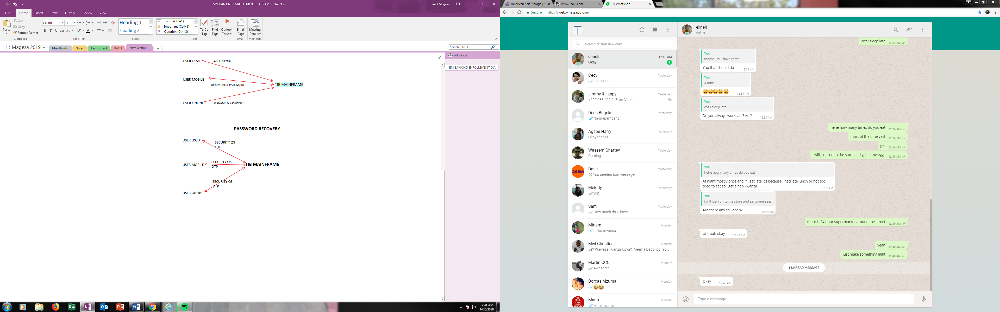 SIM BANKING ENROLLEMENT DIAGRAM - OneNote
Daniel Magesa
File Home Insert Draw History Review View
Paste
Cut
Copy
Format Painter
Clipboard
Calibri 11
B I U abc x₂ A
Basic Text
Heading 1
Heading 2
Styles
To Do (Ctrl+1)
Important (Ctrl+2)
Question (Ctrl+3)
To Do Tag
Find Tags
Outlook Tasks
Tags
Email Page
Email
Meeting Details
Meetings
Magesa 2019
Month info Notes Tech-board DASH New Section 1
Search (Ctrl+E)
Add Page
SIM BANKING ENROLLEMENT DIA
USER USSD
ACCESS CODE
USER MOBILE
USERNAME & PASSWORD
TIB MAINFRAME
USER ONLINE
USERNAME & PASSWORD
PASSWORD RECOVERY
USER USSD
SECURITY QS
OTP
USER MOBILE
SECURITY QS
OTP
TIB MAINFRAME
SECURITY QS
OTP
USER ONLINE
12:41 AM
6/20/2018
American Self Storage | S
www.uhaul.com
(1) WhatsApp
Secure https://web.whatsapp.com
Search or start new chat
elineli 12:40 AM
Okay 1
Cecy Yesterday
aina nouma
Jimmy &Happy Yesterday
+255 688 400 643: Video
Deus Bugeke Yesterday
Na mapambano
Agape Harry Yesterday
Okay thanks
Waseem Ghartey Yesterday
Coming
Dash Yesterday
DASH
You deleted this message
Melody Yesterday
yup
Sam Yesterday
How much do U have
Miriam Monday
usiku mwema
Mwl Christian Monday
Je? Waweza kuanza Upya?..Neema Bado ipo! Yo...
Martin CCC Monday
Awesome
Dorcas Mzuma Monday
😂😂
Mario Monday
BILA
YESU
NGORI
Mimi mzima
elineli
online
coz i sleep late 12:33 AM
You
maybe i will have cereal
Yup that should do 12:34 AM
You
4 times
😫😫😫😫😫 12:34 AM
You
coz i sleep late
Do you always work late? Au ? 12:34 AM
hehe how many times do you eat 12:36 AM
most of the time yest 12:36 AM
yes 12:36 AM
i will just run to the store and get some eggs 12:38 AM
You
hehe how many times do you eat
At night mostly once and if I eat late it's because I had late lunch or not too
tired to eat so I get a nap kwanza 12:38 AM
You
i will just run to the store and get some eggs
Are there any still open? 12:39 AM
there is 24 hour supermarket around the street 12:39 AM
Unhuuh okay 12:40 AM
yeah 12:40 AM
just make something light 12:40 AM
1 UNREAD MESSAGE
Okay 12:40 AM
Type a message